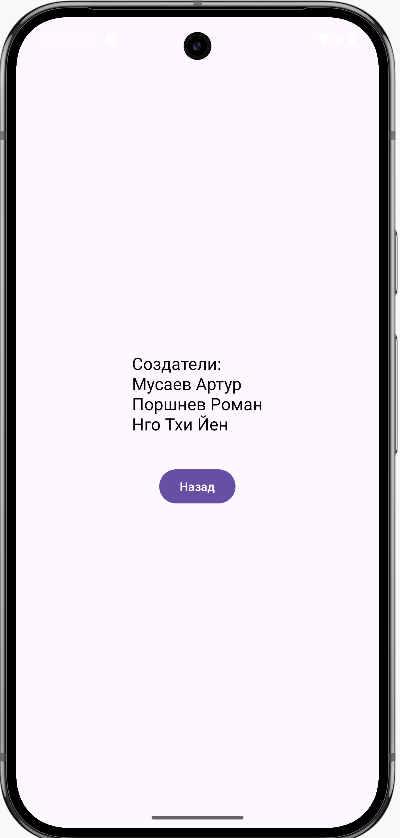 Создатели:
Мусаев Артур
Поршнев Роман
Нго Тхи Йен
Назад